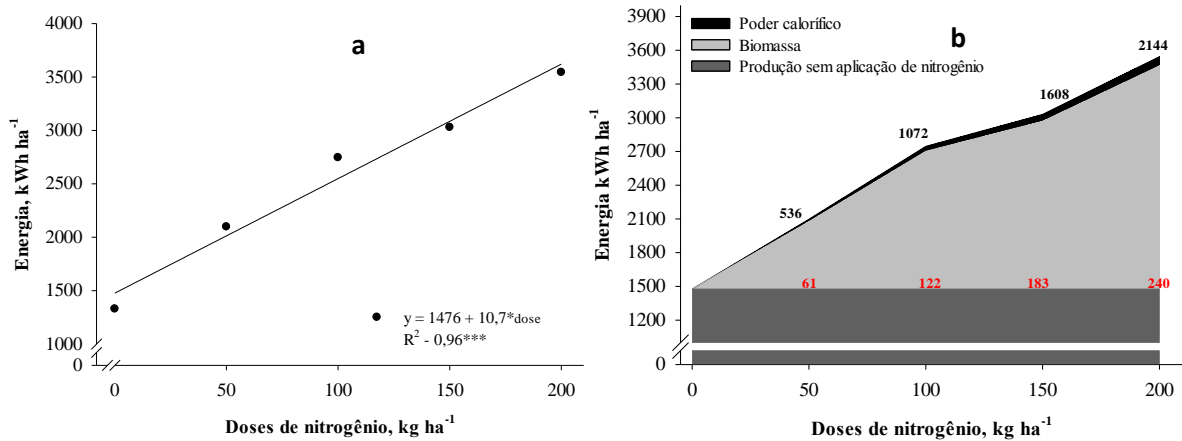 a
4000
3500
3000
2500
2000
1500
1000
0
Energia, kWh ha-1
y = 1476 + 10,7*dose
R2 - 0,96***
0 50 100 150 200
Doses de nitrogênio, kg ha-1
b
Poder calorífico
Biomassa
Produção sem aplicação de nitrogênio
3900
3600
3300
3000
2700
2400
2100
1800
1500
1200
0
Energia kWh ha-1
536
1072
1608
2144
61 122 183 240
0 50 100 150 200
Doses de nitrogênio, kg ha-1